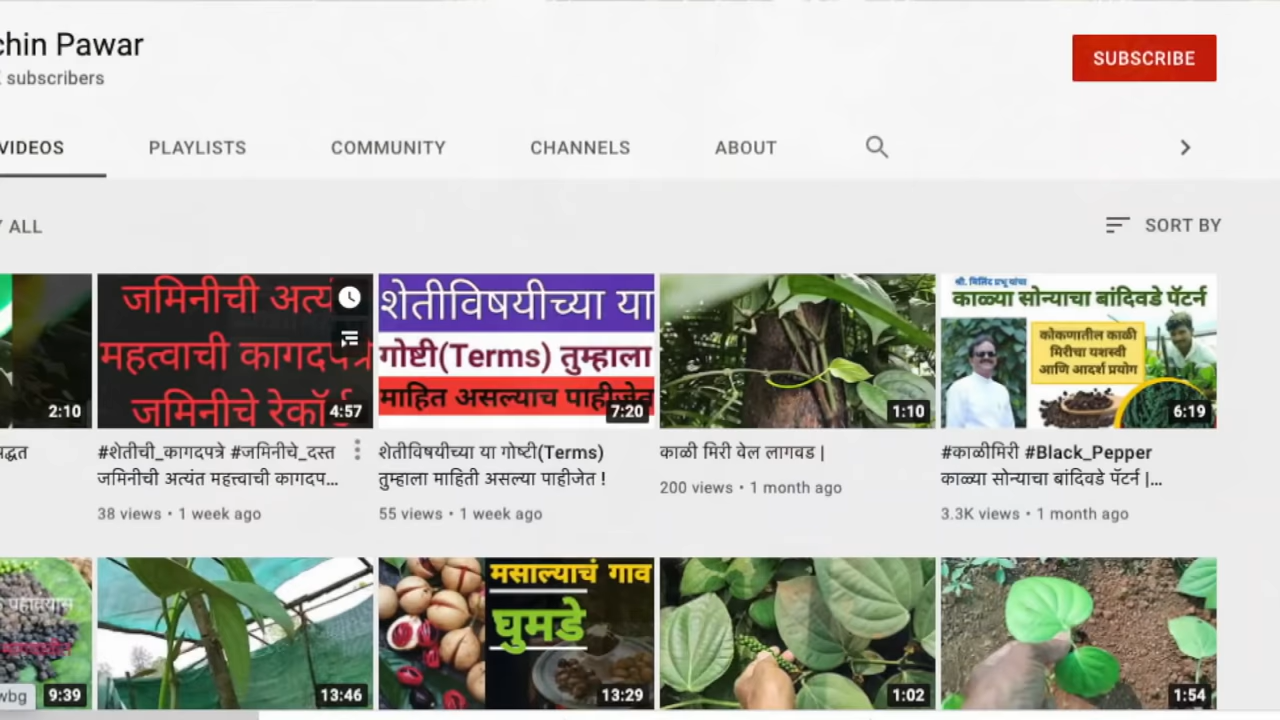 chin Pawar
subscribers
SUBSCRIBE
VIDEOS
PLAYLISTS
COMMUNITY
CHANNELS
ABOUT
ALL
SORT BY
2:10
जमिनीची अत्यं
महत्वाची कागदपत्रे
जमिनीचे रेकॉर्ड
4:57
#शेतीची_कागदपत्रे #जमिनीचे_दस्त
जमिनीची अत्यंत महत्त्वाची कागदप...
38 views • 1 week ago
शेतीविषयीच्या या
गोष्टी(Terms) तुम्हाला
माहित असल्याच पाहीजेत
7:20
शेतीविषयीच्या या गोष्टी(Terms)
तुम्हाला माहिती असल्या पाहीजेत !
55 views • 1 week ago
1:10
काळी मिरी वेल लागवड |
200 views • 1 month ago
श्री. मिलिंद प्रभू यांचा
काळ्या सोन्याचा बांदिवडे पॅटर्न
कोकणातील काळी
मिरीचा यशस्वी
आणि आदर्श प्रयोग
6:19
#काळीमिरी #Black_Pepper
काळ्या सोन्याचा बांदिवडे पॅटर्न |...
3.3K views • 1 month ago
wbg
9:39
13:46
मसाल्याचं गाव
घुमडे
13:29
1:02
1:54